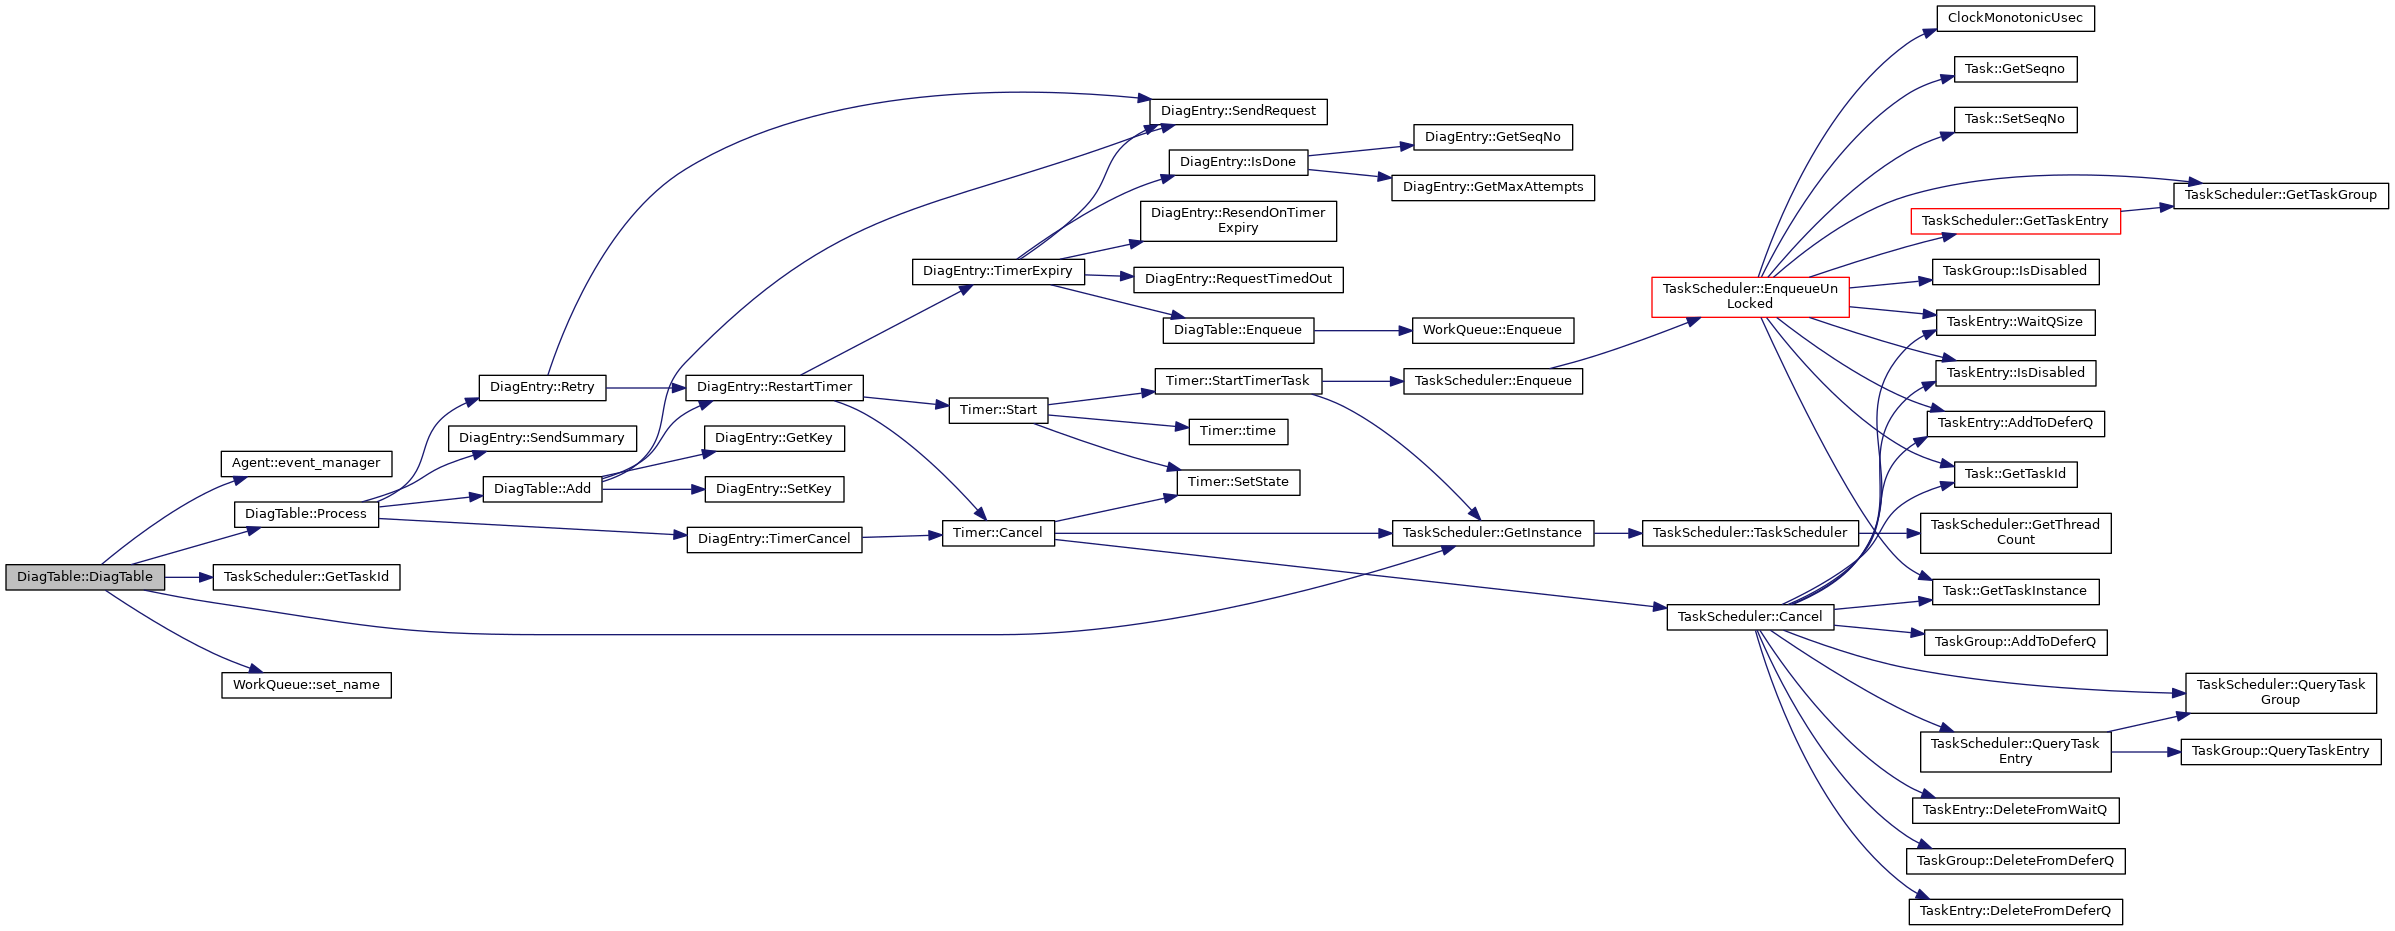 DiagTable::DiagTable
Agent::event_manager
DiagTable::Process
TaskScheduler::GetTaskId
WorkQueue::set_name
DiagEntry::Retry
DiagEntry::SendSummary
DiagTable::Add
DiagEntry::RestartTimer
DiagEntry::GetKey
DiagEntry::SetKey
DiagEntry::TimerCancel
DiagEntry::TimerExpiry
Timer::Start
Timer::Cancel
DiagEntry::SendRequest
DiagEntry::IsDone
DiagEntry::ResendOnTimer
Expiry
DiagEntry::RequestTimedOut
DiagTable::Enqueue
Timer::StartTimerTask
Timer::time
Timer::SetState
DiagEntry::GetSeqNo
DiagEntry::GetMaxAttempts
WorkQueue::Enqueue
TaskScheduler::Enqueue
TaskScheduler::GetInstance
TaskScheduler::EnqueueUn
Locked
TaskScheduler::TaskScheduler
TaskScheduler::Cancel
ClockMonotonicUsec
Task::GetSeqno
Task::SetSeqNo
TaskScheduler::GetTaskEntry
TaskGroup::IsDisabled
TaskEntry::WaitQSize
TaskEntry::IsDisabled
TaskEntry::AddToDeferQ
Task::GetTaskId
TaskScheduler::GetThread
Count
Task::GetTaskInstance
TaskGroup::AddToDeferQ
TaskScheduler::QueryTask
Entry
TaskEntry::DeleteFromWaitQ
TaskGroup::DeleteFromDeferQ
TaskEntry::DeleteFromDeferQ
TaskScheduler::GetTaskGroup
TaskScheduler::QueryTask
Group
TaskGroup::QueryTaskEntry